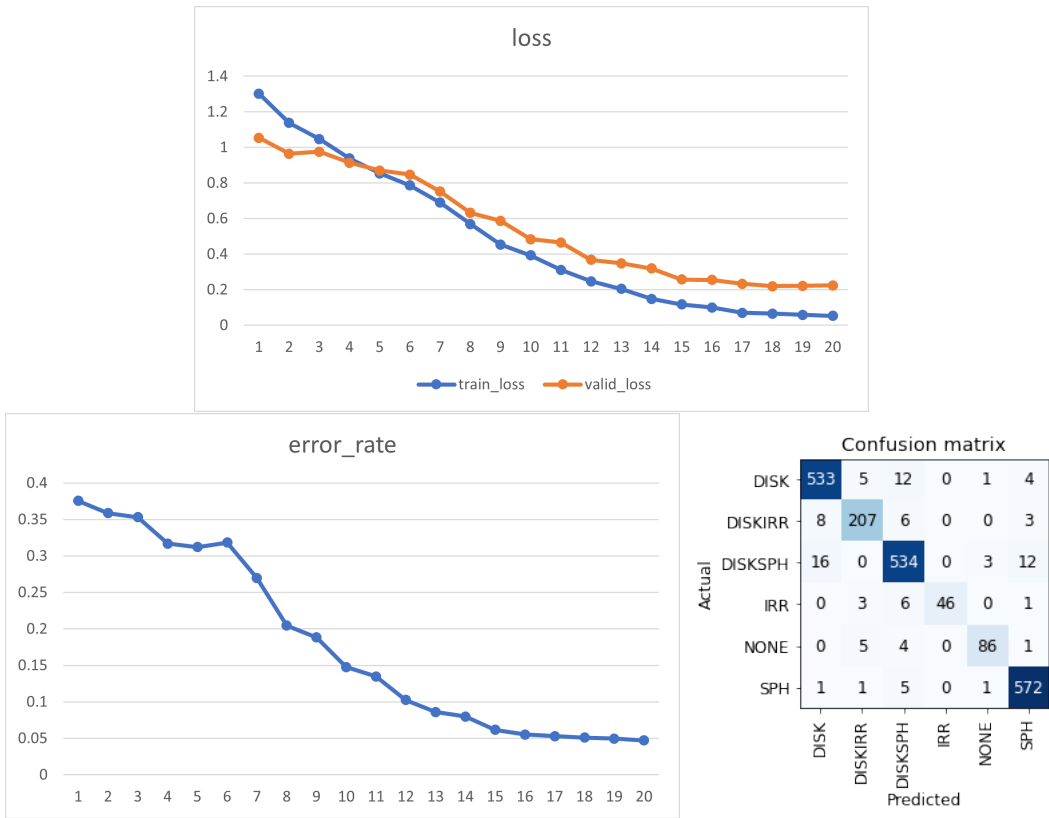 loss
1.4
1.2
1
0.8
0.6
0.4
0.2
0
1 2 3 4 5 6 7 8 9 10 11 12 13 14 15 16 17 18 19 20
train_loss valid_loss
error_rate
0.4
0.35
0.3
0.25
0.2
0.15
0.1
0.05
0
1 2 3 4 5 6 7 8 9 10 11 12 13 14 15 16 17 18 19 20
Confusion matrix
Actual
DISK 533 5 12 0 1 4
DISKIRR 8 207 6 0 0 3
DISKSPH 16 0 534 0 3 12
IRR 0 3 6 46 0 1
NONE 0 5 4 0 86 1
SPH 1 1 5 0 1 572
DISK DISKIRR DISKSPH IRR NONE SPH
Predicted